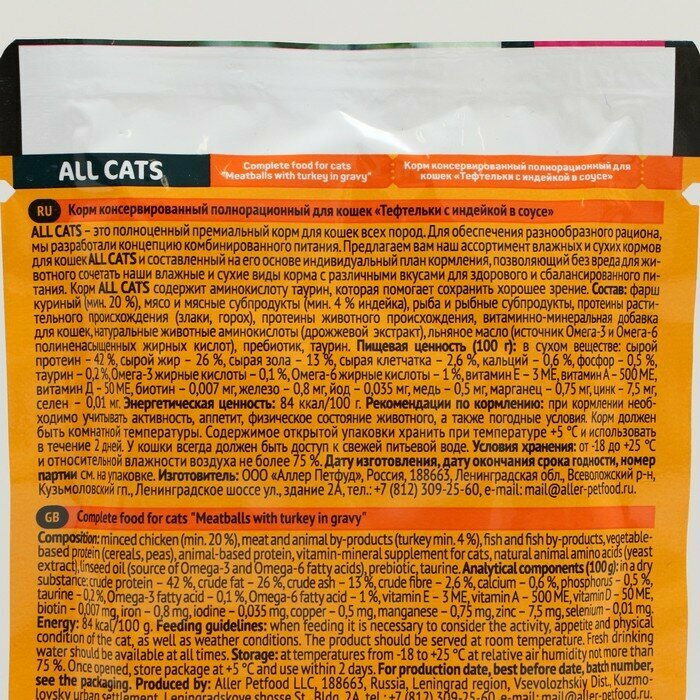 ALL CATS
Complete food for cats
"Meatballs with turkey in gravy"
Корм консервированный полнорационный для
кошек «Тефтельки с индейкой в соусе»
RU Корм консервированный полнорационный для кошек «Тефтельки с индейкой в соусе»
ALL CATS – это полноценный премиальный корм для кошек всех пород. Для обеспечения разнообразного рациона,
мы разработали концепцию комбинированного питания. Предлагаем вам наш ассортимент влажных и сухих кормов
для кошек ALL CATS и составленный на его основе индивидуальный план кормления, позволяющий без вреда для жи-
вотного сочетать наши влажные и сухие виды корма с различными вкусами для здорового и сбалансированного пи-
тания. Корм ALL CATS содержит аминокислоту таурин, которая помогает сохранить хорошее зрение. Состав: фарш
куриный (мин. 20 %), мясо и мясные субпродукты (мин. 4 % индейка), рыба и рыбные субпродукты, протеины расти-
тельного происхождения (злаки, горох), протеины животного происхождения, витаминно-минеральная добавка
для кошек, натуральные животные аминокислоты (дрожжевой экстракт), льняное масло (источник Омега-3 и Омега-6
полиненасыщенных жирных кислот), пребиотик, таурин. Пищевая ценность (100 г): в сухом веществе: сырой
протеин – 42 %, сырой жир – 26 %, сырая зола – 13 %, сырая клетчатка – 2,6 %, кальций – 0,6 %, фосфор – 0,5 %,
таурин – 0,2 %, Омега-3 жирные кислоты – 0,1 %, Омега-6 жирные кислоты – 1 %, витамин Е – 3 МЕ, витамин А – 500 МЕ,
витамин Д – 50 МЕ, биотин – 0,007 мг, железо – 0,8 мг, йод – 0,035 мг, медь – 0,5 мг, марганец – 0,75 мг, цинк – 7,5 мг,
селен – 0,01 мг. Энергетическая ценность: 84 ккал/100 г. Рекомендации по кормлению: при кормлении необ-
ходимо учитывать активность, аппетит, физическое состояние животного, а также погодные условия. Корм должен
быть комнатной температуры. Содержимое открытой упаковки хранить при температуре +5 °С и использовать
в течение 2 дней. У кошки всегда должен быть доступ к свежей питьевой воде. Условия хранения: от -18 до +25 °С
и относительной влажности воздуха не более 75 %. Дату изготовления, дату окончания срока годности, номер
партии см. на упаковке. Изготовитель: ООО «Аллер Петфуд», Россия, 188663, Ленинградская обл., Всеволожский р-н,
Кузьмоловский гп., Ленинградское шоссе ул., здание 2А, тел.: +7 (812) 309-25-60, e-mail: mail@aller-petfood.ru.
GB Complete food for cats "Meatballs with turkey in gravy"
Composition: minced chicken (min. 20 %), meat and animal by-products (turkey min. 4 %), fish and fish by-products, vegetable-
based protein (cereals, peas), animal-based protein, vitamin-mineral supplement for cats, natural animal amino acids (yeast
extract), linseed oil (source of Omega-3 and Omega-6 fatty acids), prebiotic, taurine. Analytical components (100 g): in a dry
substance: crude protein – 42 %, crude fat – 26 %, crude ash – 13 %, crude fibre – 2,6 %, calcium – 0,6 %, phosphorus – 0,5 %,
taurine – 0,2 %, Omega-3 fatty acid – 0,1 %, Omega-6 fatty acid – 1 %, vitamin E – 3 ME, vitamin A – 500 ME, vitamin D – 50 ME,
biotin – 0,007 mg, iron – 0,8 mg, iodine – 0,035 mg, copper – 0,5 mg, manganese – 0,75 mg, zinc – 7,5 mg, selenium – 0,01 mg.
Energy: 84 kcal/100 g. Feeding guidelines: when feeding it is necessary to consider the activity, appetite and physical
condition of the cat, as well as weather conditions. The product should be served at room temperature. Fresh drinking
water should be available at all times. Storage: at temperatures from -18 to +25 °C at relative air humidity not more than
75 %. Once opened, store package at +5 °C and use within 2 days. For production date, best before date, batch number,
see the packaging. Produced by: Aller Petfood LLC, 188663, Russia, Leningrad region, Vsevolozhskiy Dist., Kuzmo-
lovsky urban settlement, Leningradskoye shosse St., Bldg. 2A, tel.: +7 (812) 309-25-60, e-mail: mail@aller-petfood.ru.